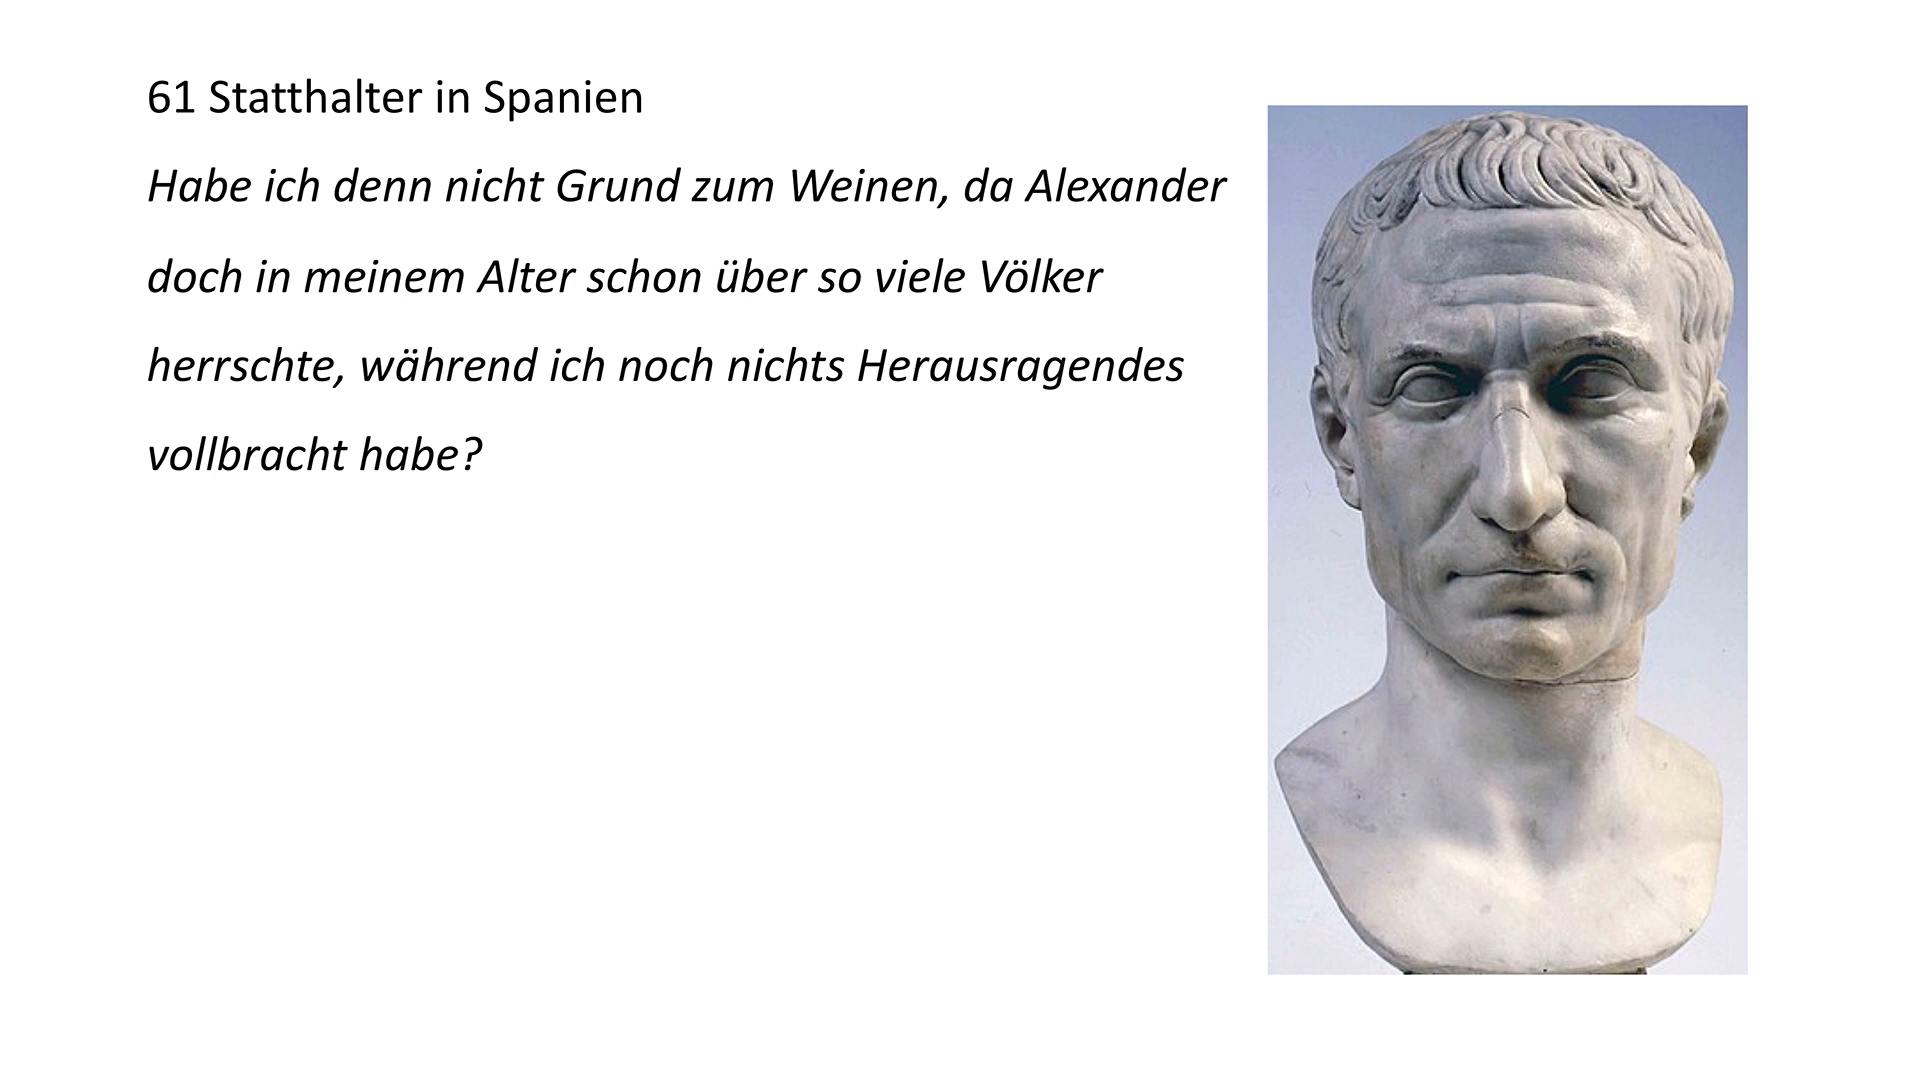 61 Statthalter in Spanien
Habe ich denn nicht Grund zum Weinen, da Alexander
doch in meinem Alter schon über so viele Völker
herrschte, während ich noch nichts Herausragendes
vollbracht habe?